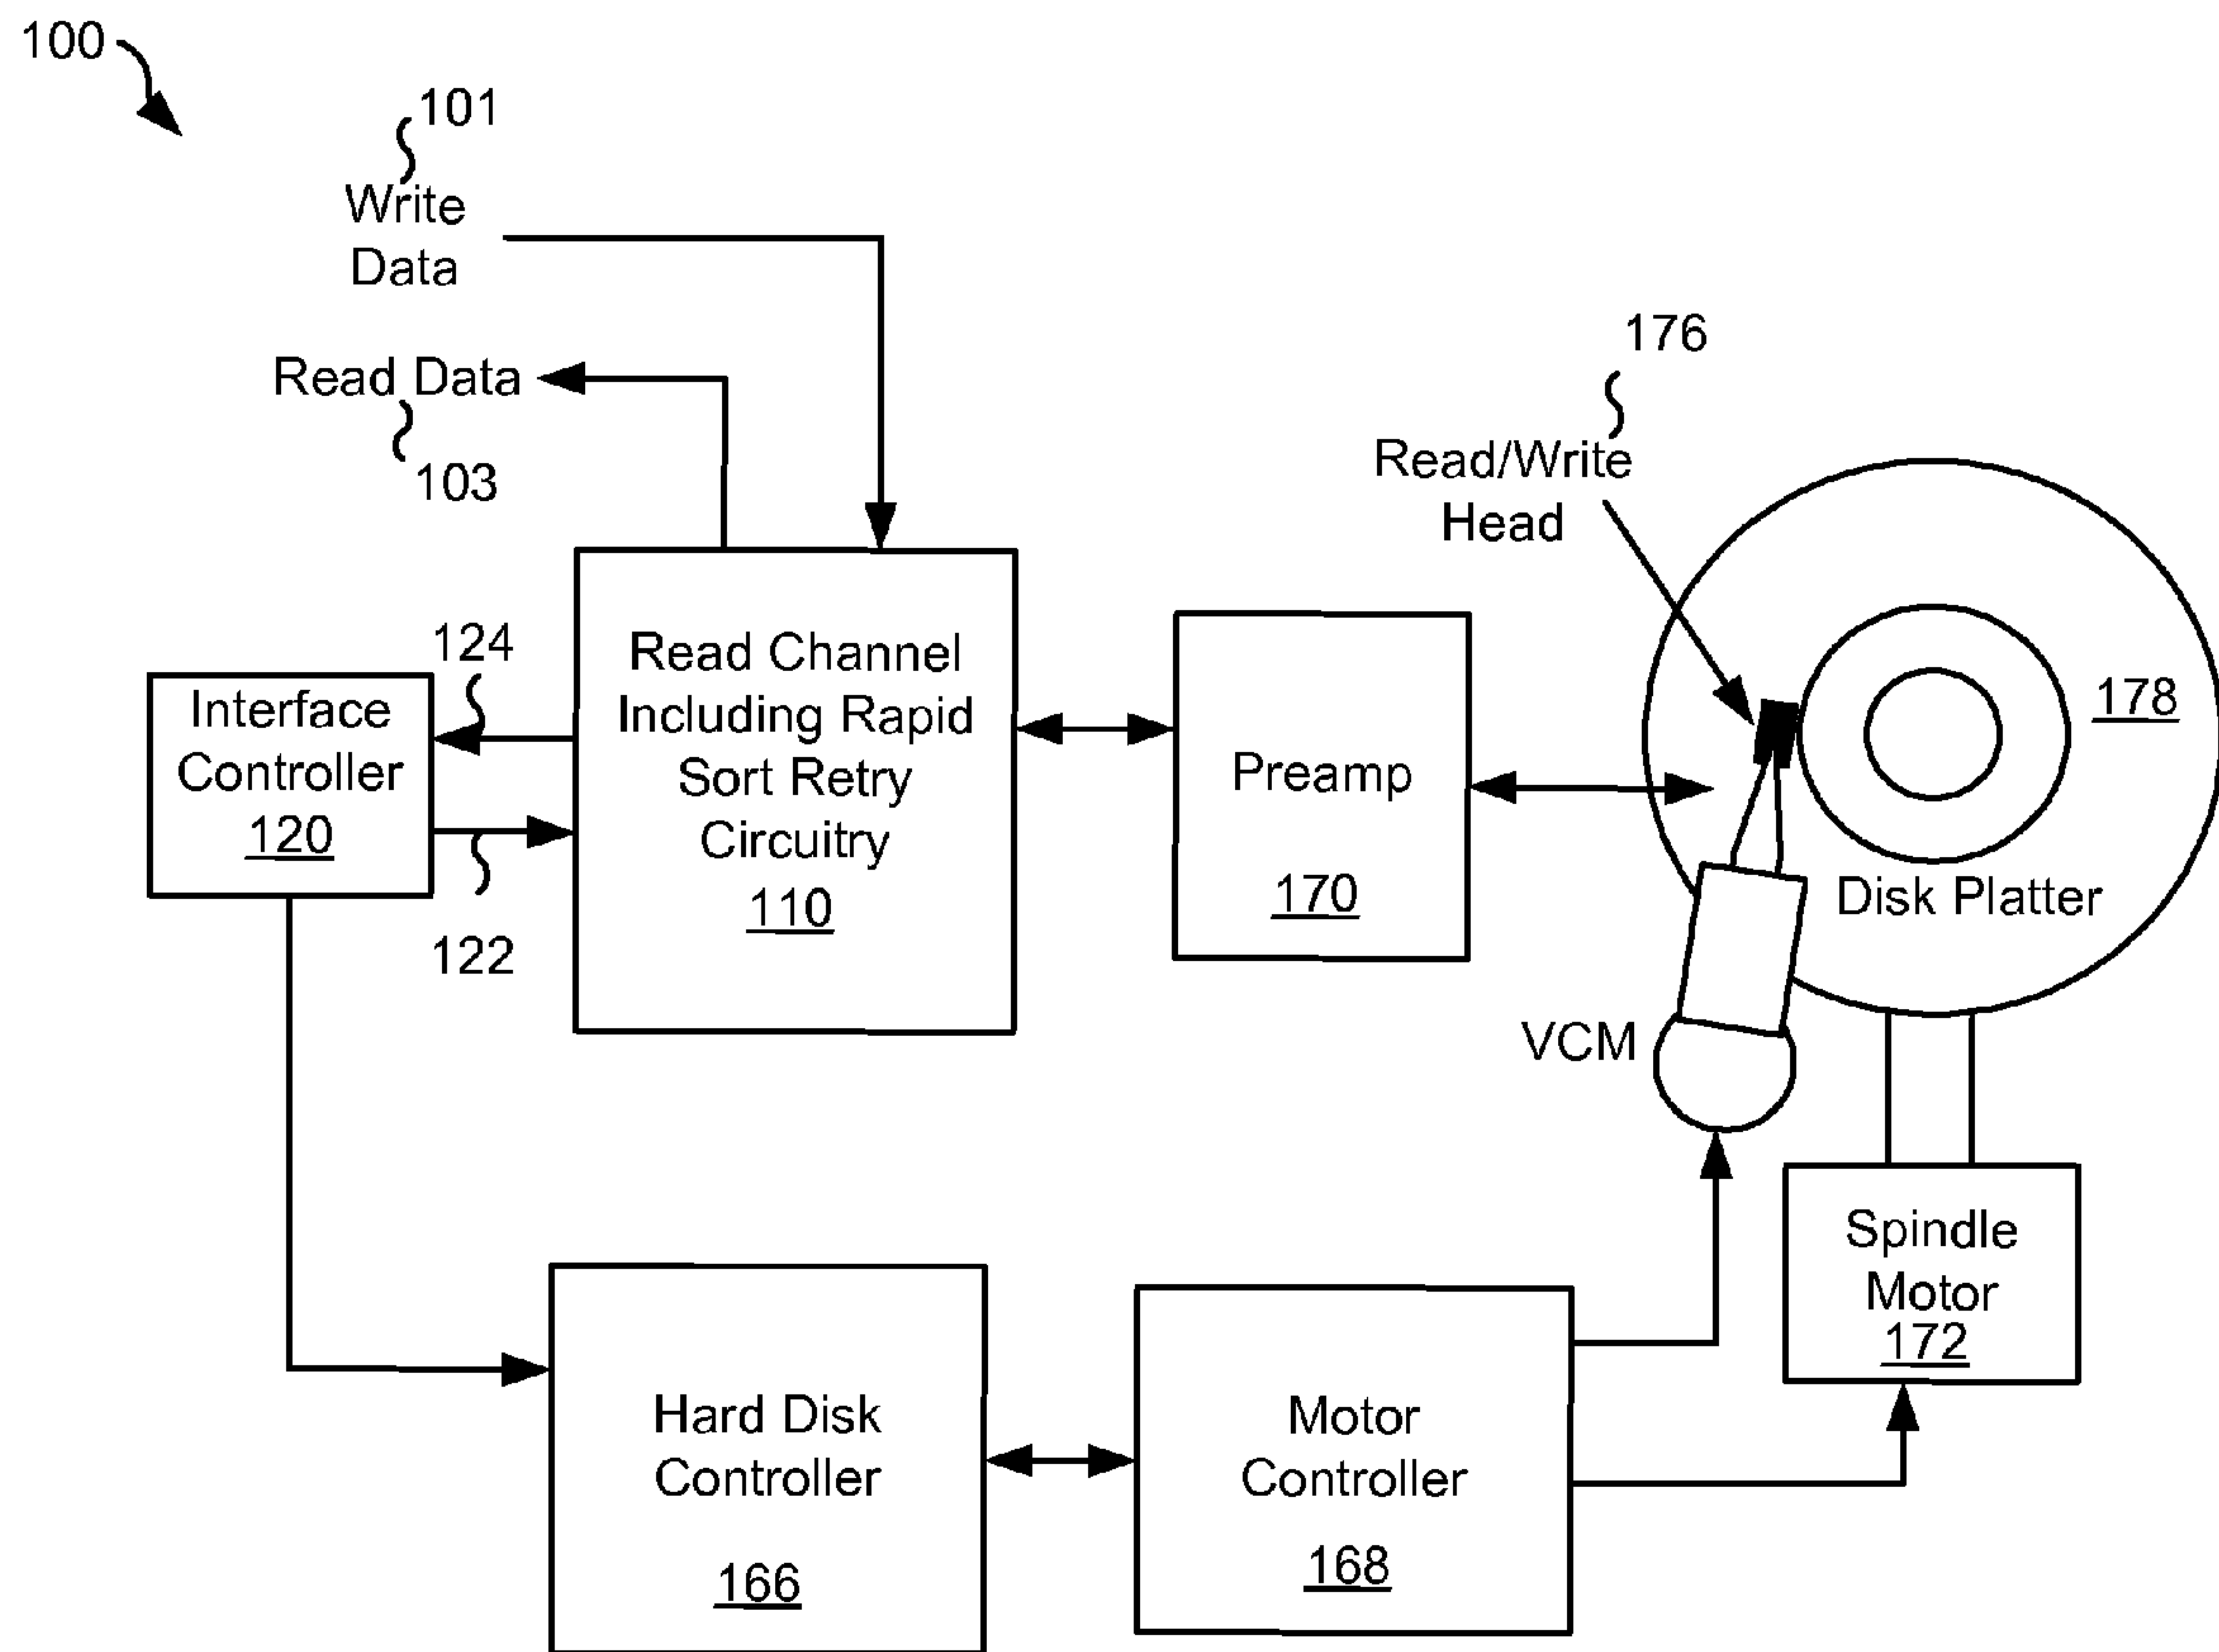 100
101
Write
Data
Read Data
103
176
Read/Write
Head
124
Interface
Controller
120
122
Read Channel
Including Rapid
Sort Retry
Circuitry
110
Preamp
170
178
Disk Platter
VCM
Spindle
Motor
172
Hard Disk
Controller
166
Motor
Controller
168